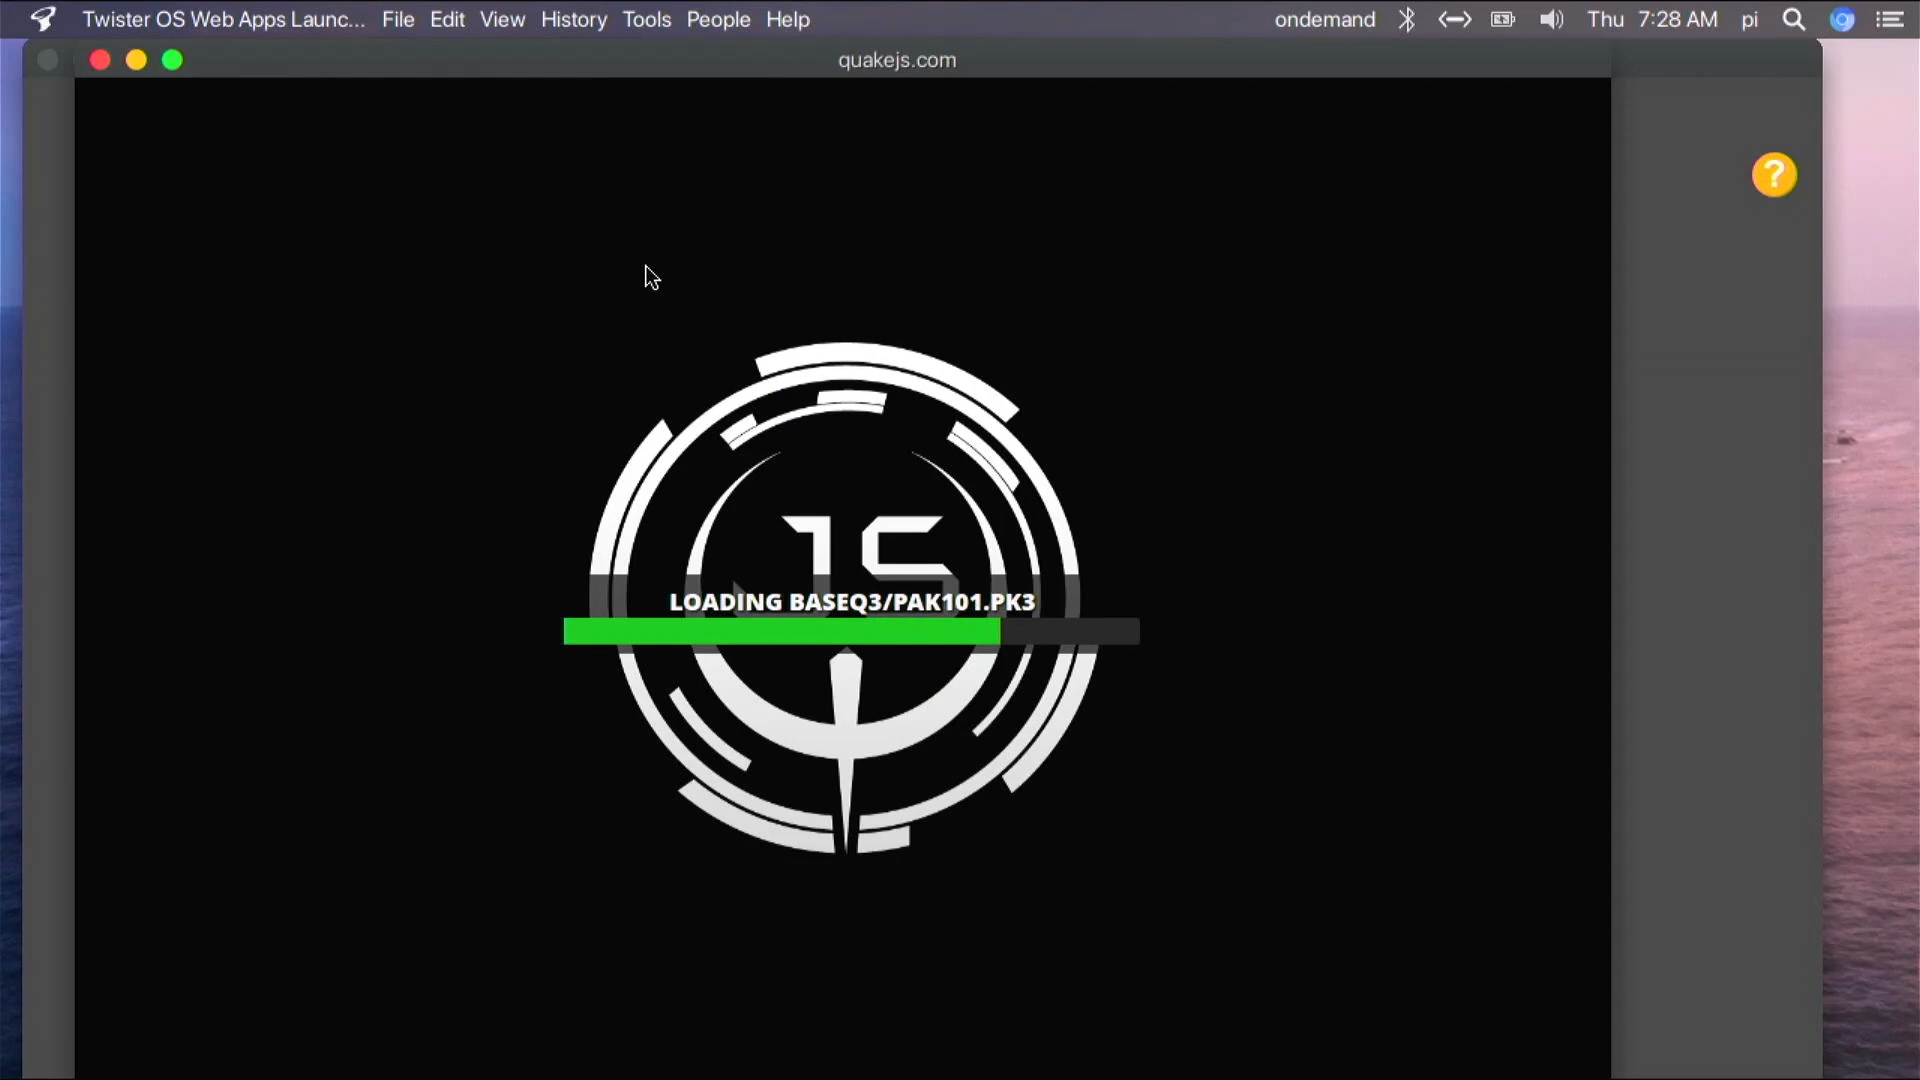 Twister OS Web Apps Launc... File Edit View History Tools People Help ondemand Thu 7:28 AM pi
quakejs.com
?
JS
LOADING BASEQ3/PAK101.PK3